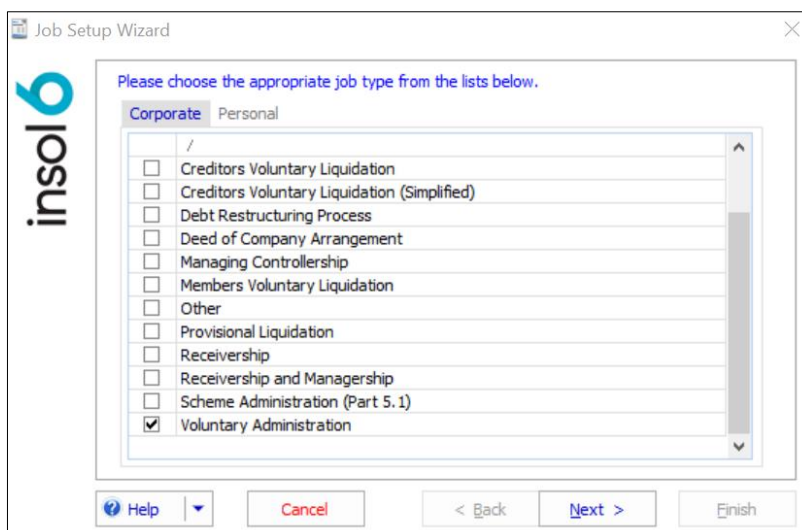 Job Setup Wizard
insol6
Please choose the appropriate job type from the lists below.
Corporate Personal
/
Creditors Voluntary Liquidation
Creditors Voluntary Liquidation (Simplified)
Debt Restructuring Process
Deed of Company Arrangement
Managing Controllership
Members Voluntary Liquidation
Other
Provisional Liquidation
Receivership
Receivership and Managership
Scheme Administration (Part 5.1)
Voluntary Administration
Help Cancel < Back Next > Finish